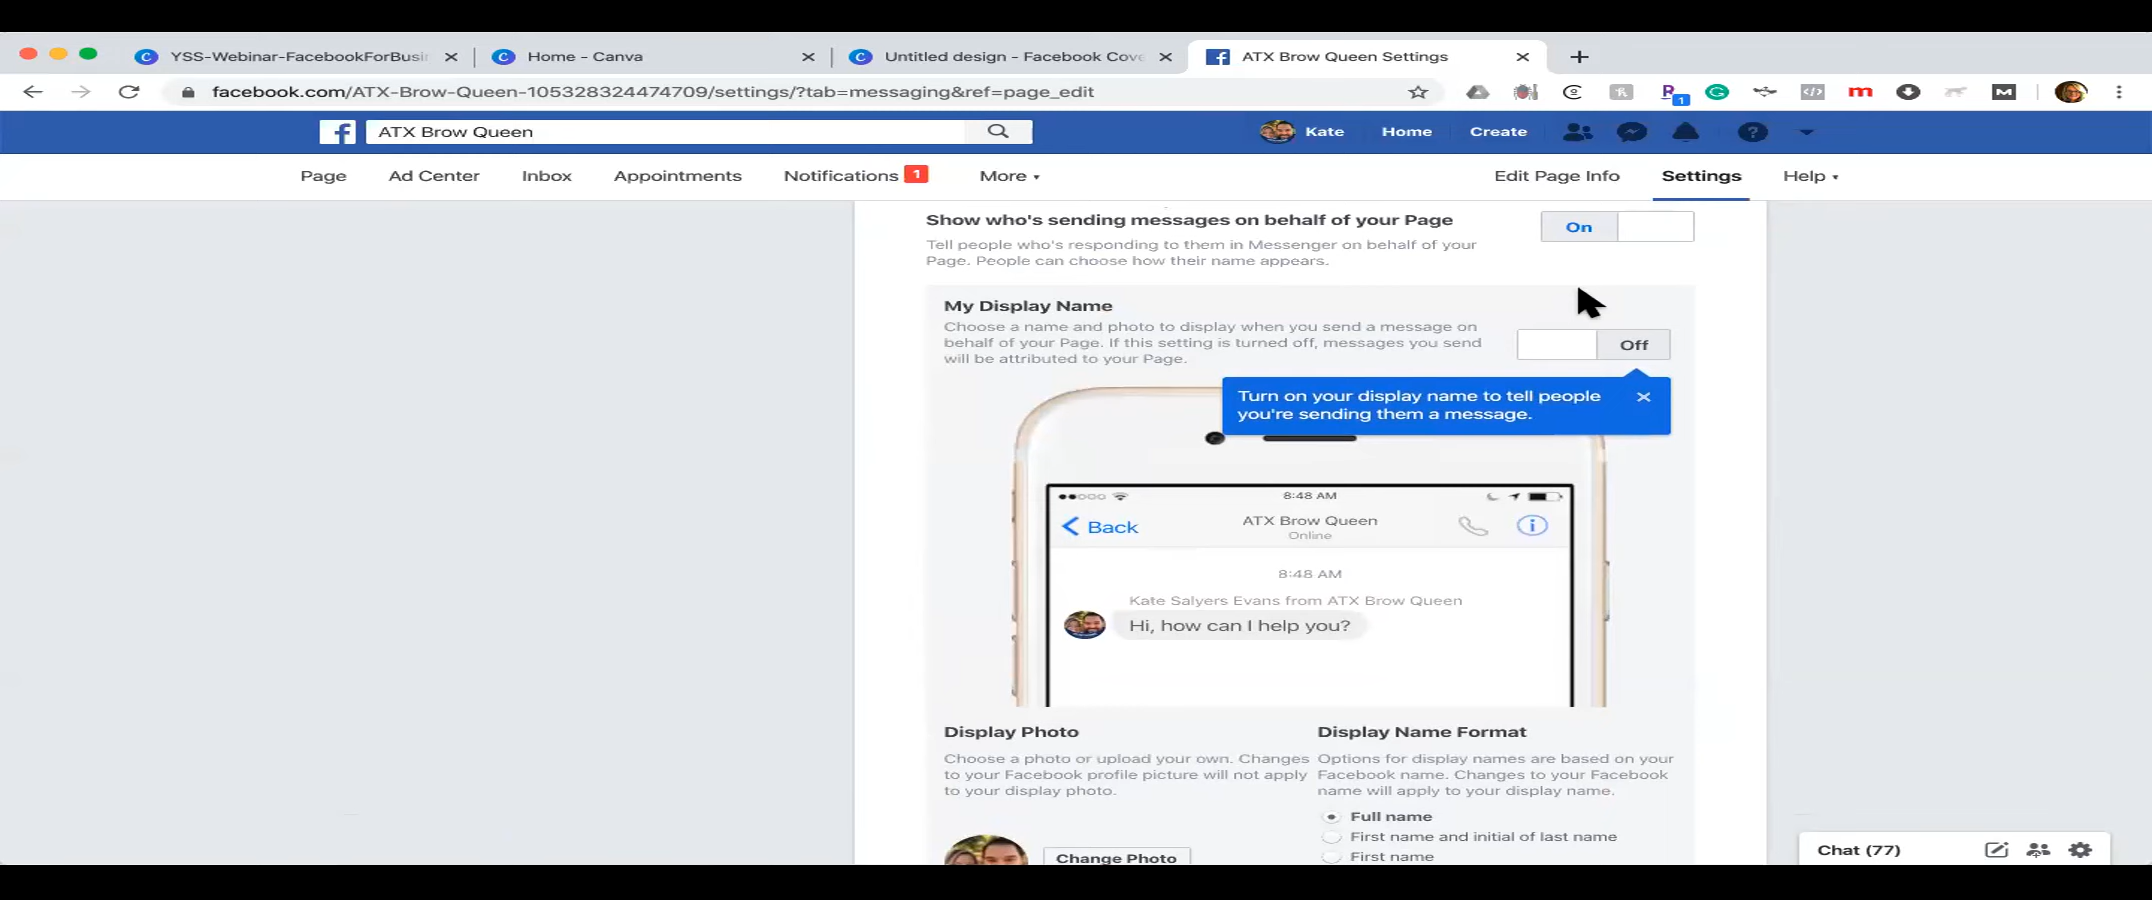 YSS-Webinar-FacebookForBusin
Home - Canva
Untitled design - Facebook Cove
ATX Brow Queen Settings
facebook.com/ATX-Brow-Queen-105328324474709/settings/?tab=messaging&ref=page_edit
ATX Brow Queen
Kate
Home
Create
Page
Ad Center
Inbox
Appointments
Notifications 1
More
Edit Page Info
Settings
Help
Show who's sending messages on behalf of your Page
On
Tell people who's responding to them in Messenger on behalf of your
Page. People can choose how their name appears.
My Display Name
Choose a name and photo to display when you send a message on
behalf of your Page. If this setting is turned off, messages you send
will be attributed to your Page.
Off
Turn on your display name to tell people
you're sending them a message.
8:48 AM
Back
ATX Brow Queen
Online
8:48 AM
Kate Salyers Evans from ATX Brow Queen
Hi, how can I help you?
Display Photo
Choose a photo or upload your own. Changes
to your Facebook profile picture will not apply
to your display photo.
Change Photo
Display Name Format
Options for display names are based on your
Facebook name. Changes to your Facebook
name will apply to your display name.
Full name
First name and initial of last name
First name
Chat (77)